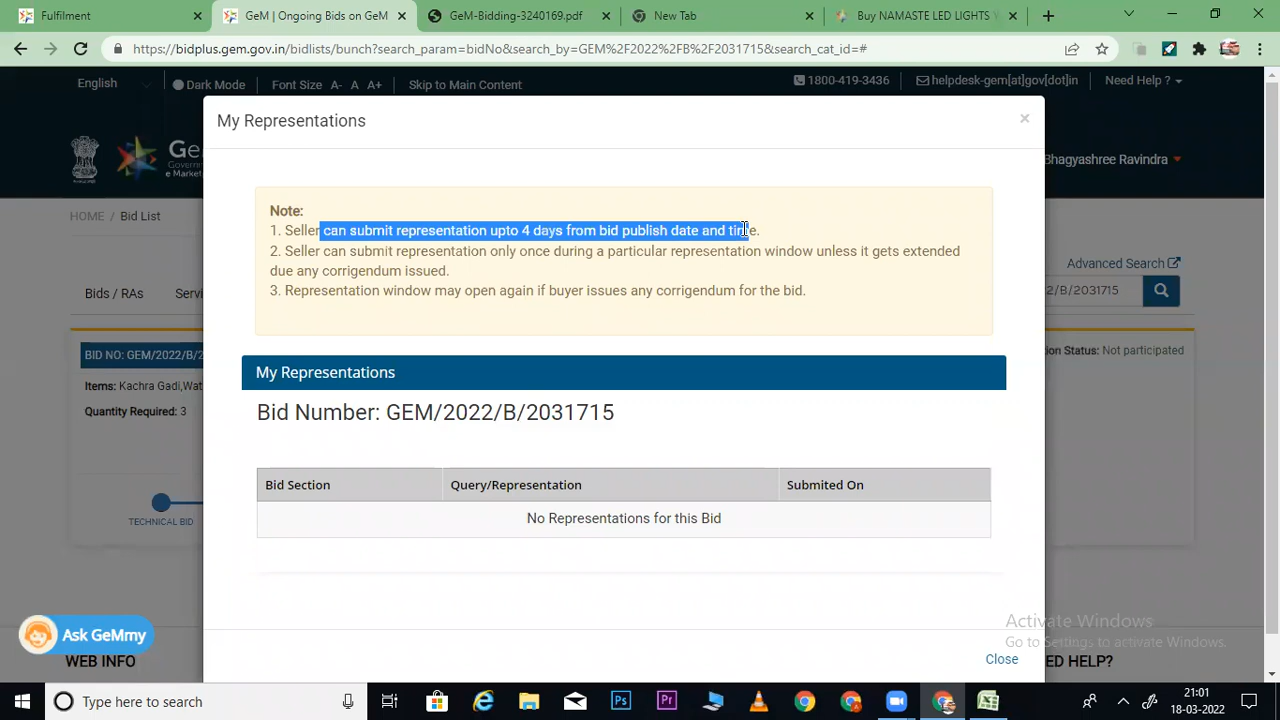 Fulfilment
GeM | Ongoing Bids on GeM
GeM-Bidding-3240169.pdf
New Tab
Buy NAMASTE LED LIGHTS
https://bidplus.gem.gov.in/bidlists/bunch?search_param=bidNo&search_by=GEM%2F2022%2FB%2F2031715&search_cat_id=#
English
Dark Mode
Font Size A- A A+
Skip to Main Content
1800-419-3436
helpdesk-gem[at]gov[dot]in
Need Help ?
My Representations
×
Bhagyashree Ravindra
HOME / Bid List
Note:
1. Seller can submit representation upto 4 days from bid publish date and time.
2. Seller can submit representation only once during a particular representation window unless it gets extended
due any corrigendum issued.
3. Representation window may open again if buyer issues any corrigendum for the bid.
Advanced Search
Bids / RAs
/B/2031715
BID NO: GEM/2022/B/2
Status: Not participated
Items: Kachra Gadi,Wat
Quantity Required: 3
My Representations
Bid Number: GEM/2022/B/2031715
Bid Section Query/Representation Submited On
No Representations for this Bid
TECHNICAL BID
Ask GeMmy
Activate Windows
Go to Settings to activate Windows.
WEB INFO
Close
HELP?
Type here to search
21:01
18-03-2022